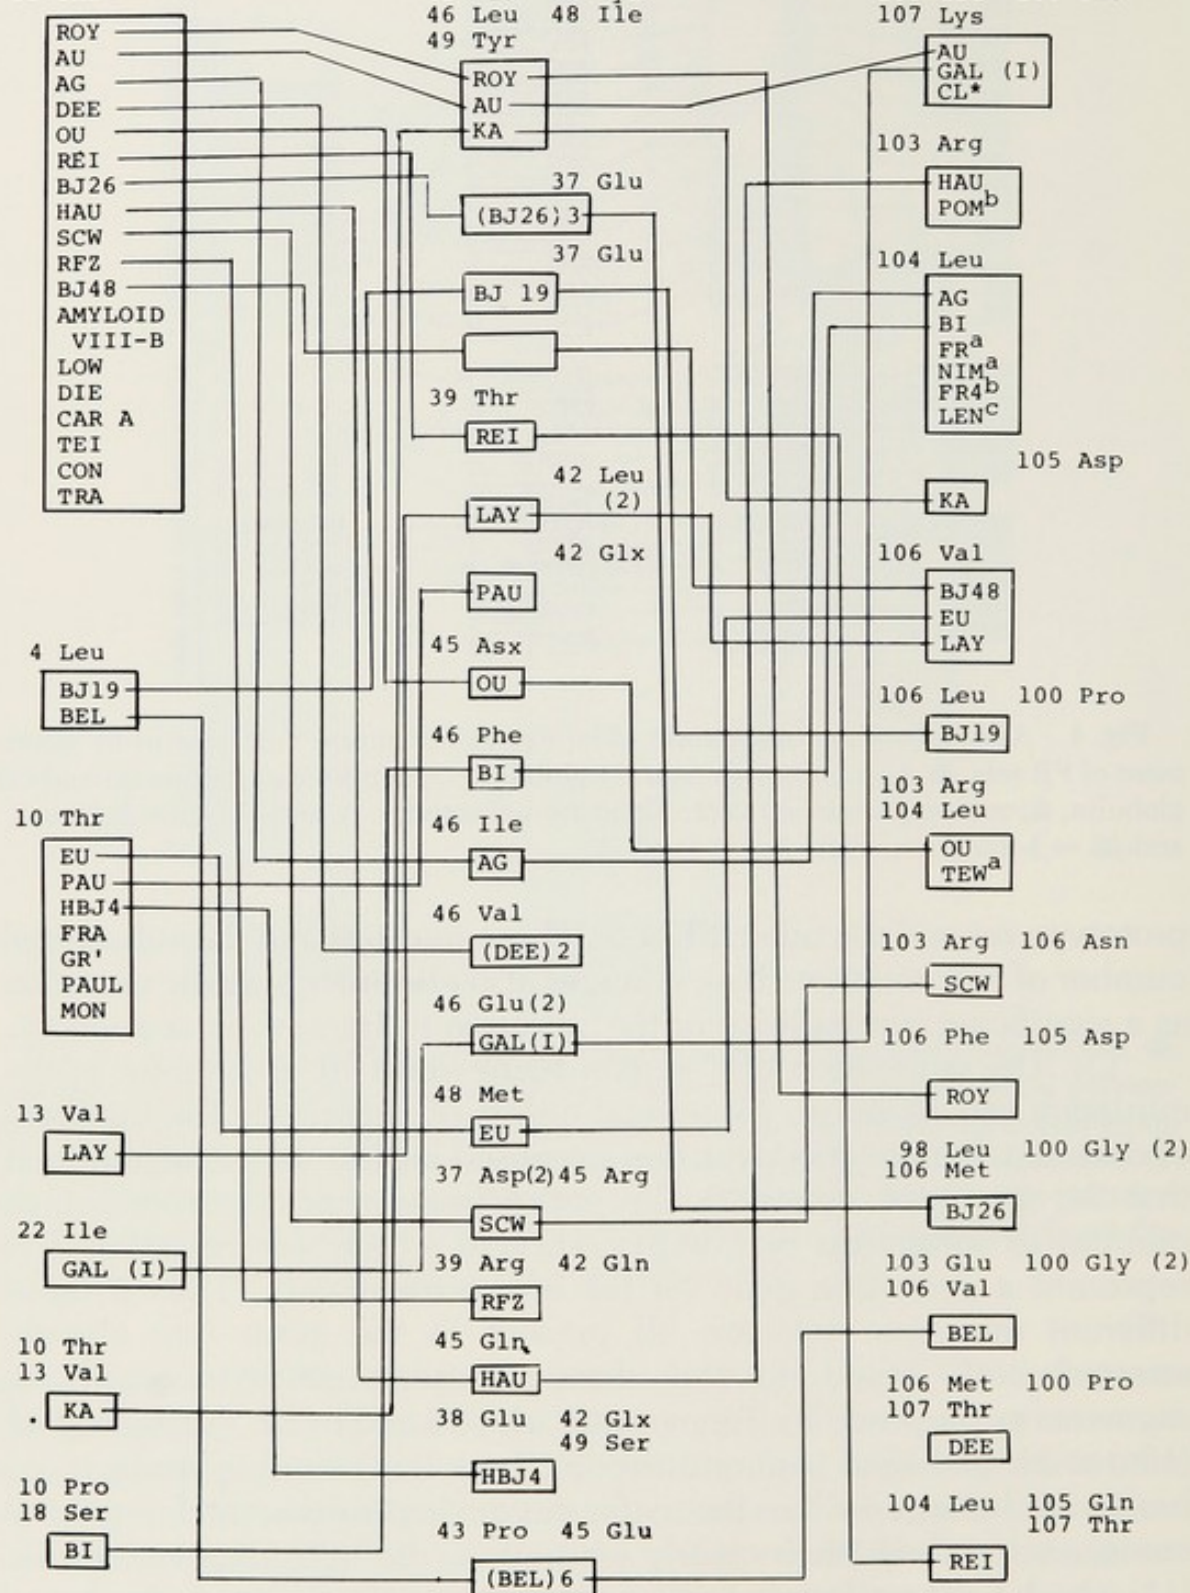 ROY
AU
AG
DEE
OU
REI
BJ26
HAU
SCW
RFZ
BJ48
AMYLOID
VIII-B
LOW
DIE
CAR A
TEI
CON
TRA
4 Leu
BJ19
BEL
10 Thr
EU
PAU
HBJ4
FRA
GR'
PAUL
MON
13 Val
LAY
22 Ile
GAL (I)
10 Thr
13 Val
KA
10 Pro
18 Ser
BI
46 Leu 48 Ile
49 Tyr
ROY
AU
KA
37 Glu
(BJ26)3
37 Glu
BJ 19
39 Thr
REI
42 Leu
(2)
LAY
42 Glx
PAU
45 Asx
OU
46 Phe
BI
46 Ile
AG
46 Val
(DEE)2
46 Glu(2)
GAL(I)
48 Met
EU
37 Asp(2) 45 Arg
SCW
39 Arg 42 Gln
RFZ
45 Gln
HAU
38 Glu 42 Glx
49 Ser
HBJ4
43 Pro 45 Glu
(BEL)6
107 Lys
AU
GAL (I)
CL*
103 Arg
HAU
POMb
104 Leu
AG
BI
FRa
NIMa
FR4b
LENc
105 Asp
KA
106 Val
BJ48
EU
LAY
106 Leu 100 Pro
BJ19
103 Arg
104 Leu
OU
TEWa
103 Arg 106 Asn
SCW
106 Phe 105 Asp
ROY
98 Leu 100 Gly (2)
106 Met
BJ26
103 Glu 100 Gly (2)
106 Val
BEL
106 Met 100 Pro
107 Thr
DEE
104 Leu 105 Gln
107 Thr
REI